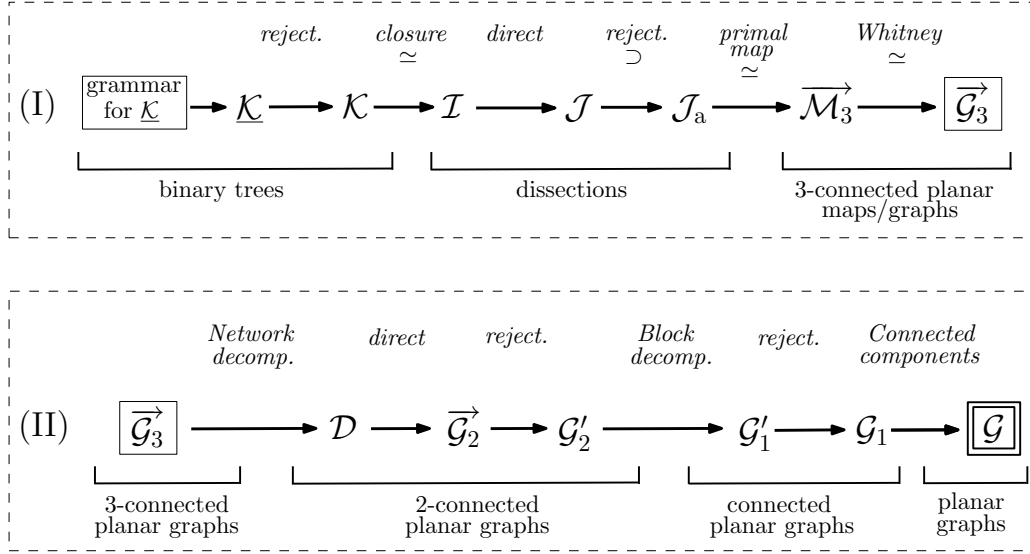 reject. closure direct reject. primal Whitney
≃ ⊃ map ≃
≃
(I) grammar for K̲ K̲ K I J Jₐ M⃗₃ G⃗₃
binary trees dissections 3-connected planar
maps/graphs
Network direct reject. Block reject. Connected
decomp. decomp. components
(II) G⃗₃ D G⃗₂ G′₂ G′₁ G₁ G
3-connected 2-connected connected planar
planar graphs planar graphs planar graphs graphs